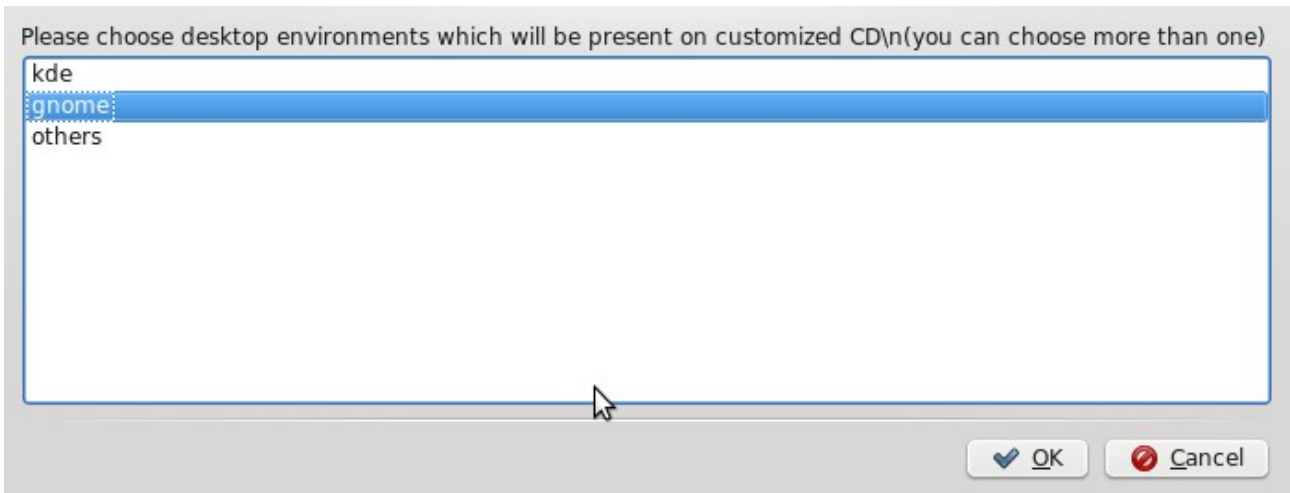 Please choose desktop environments which will be present on customized CD\n(you can choose more than one)
kde
gnome
others
OK
Cancel